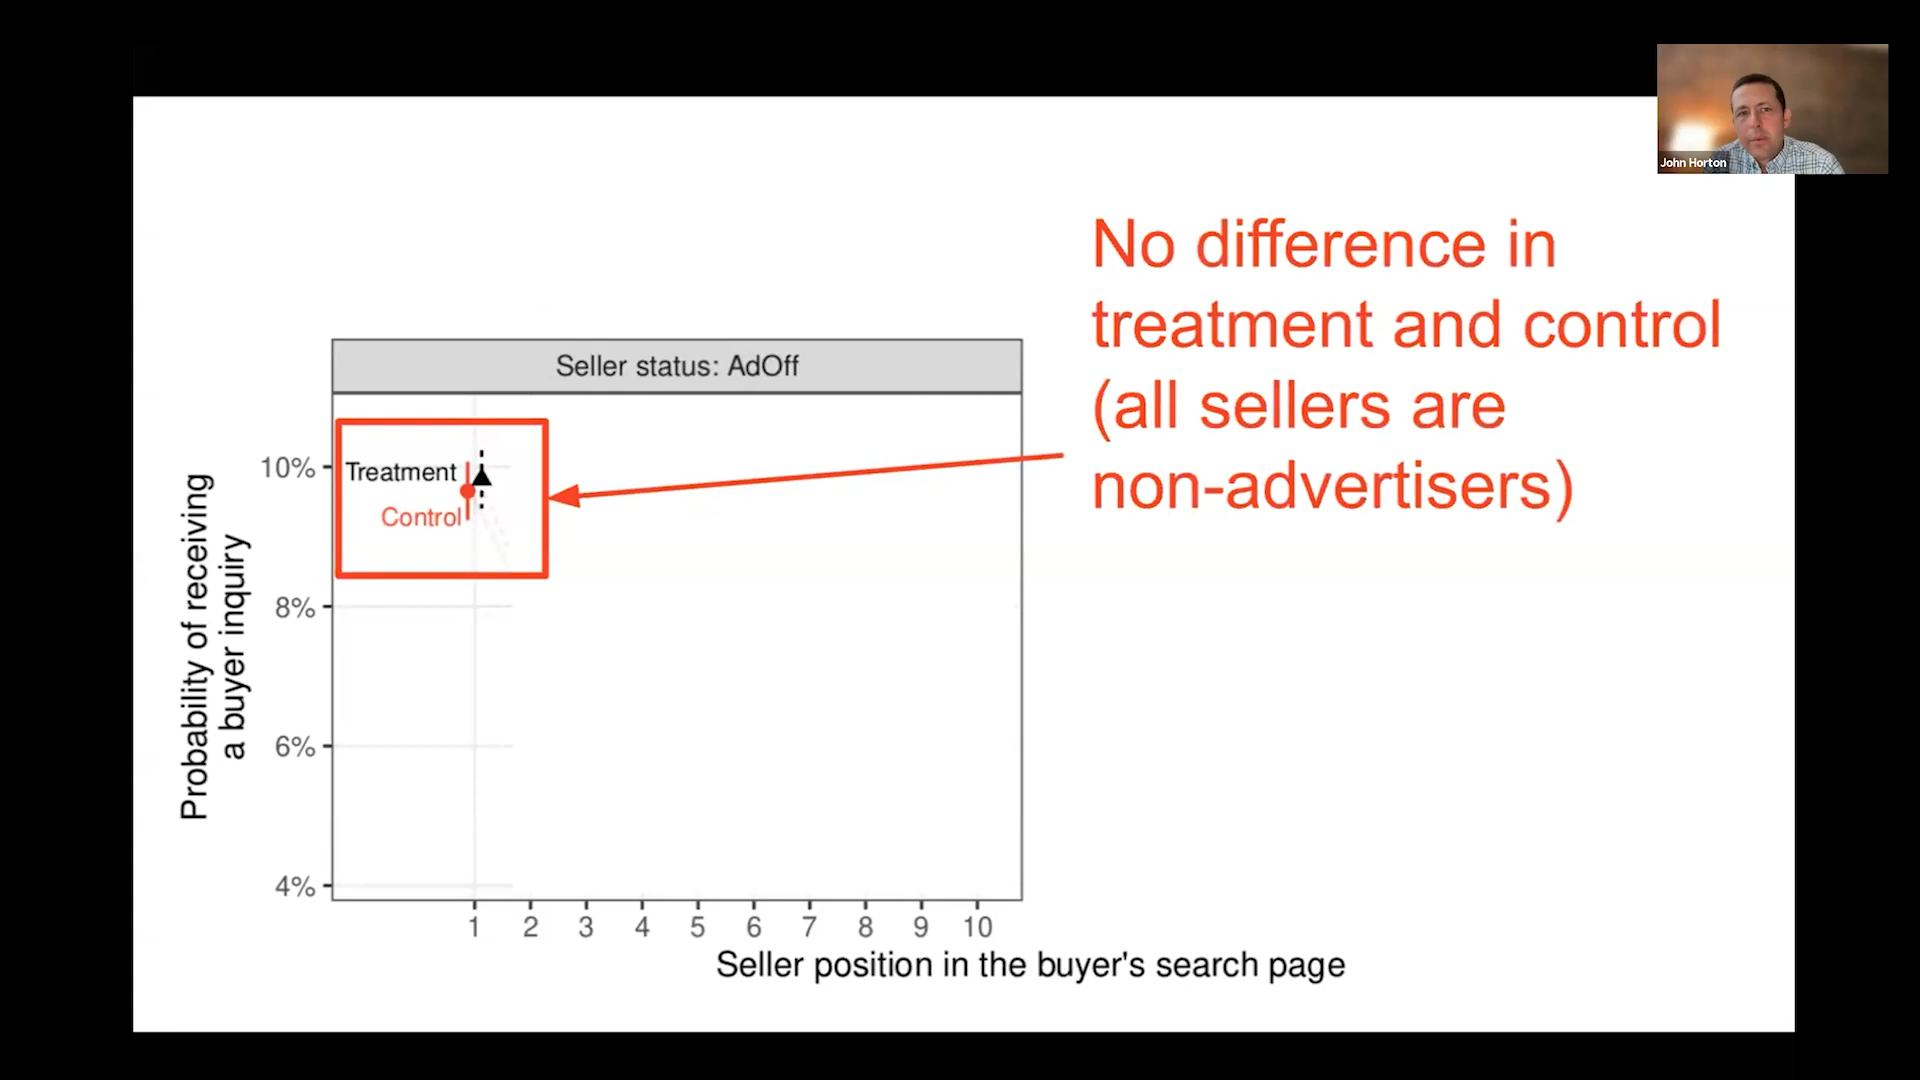 John Horton
No difference in
treatment and control
(all sellers are
non-advertisers)
Seller status: AdOff
Probability of receiving
a buyer inquiry
10%
8%
6%
4%
Treatment
Control
1 2 3 4 5 6 7 8 9 10
Seller position in the buyer's search page